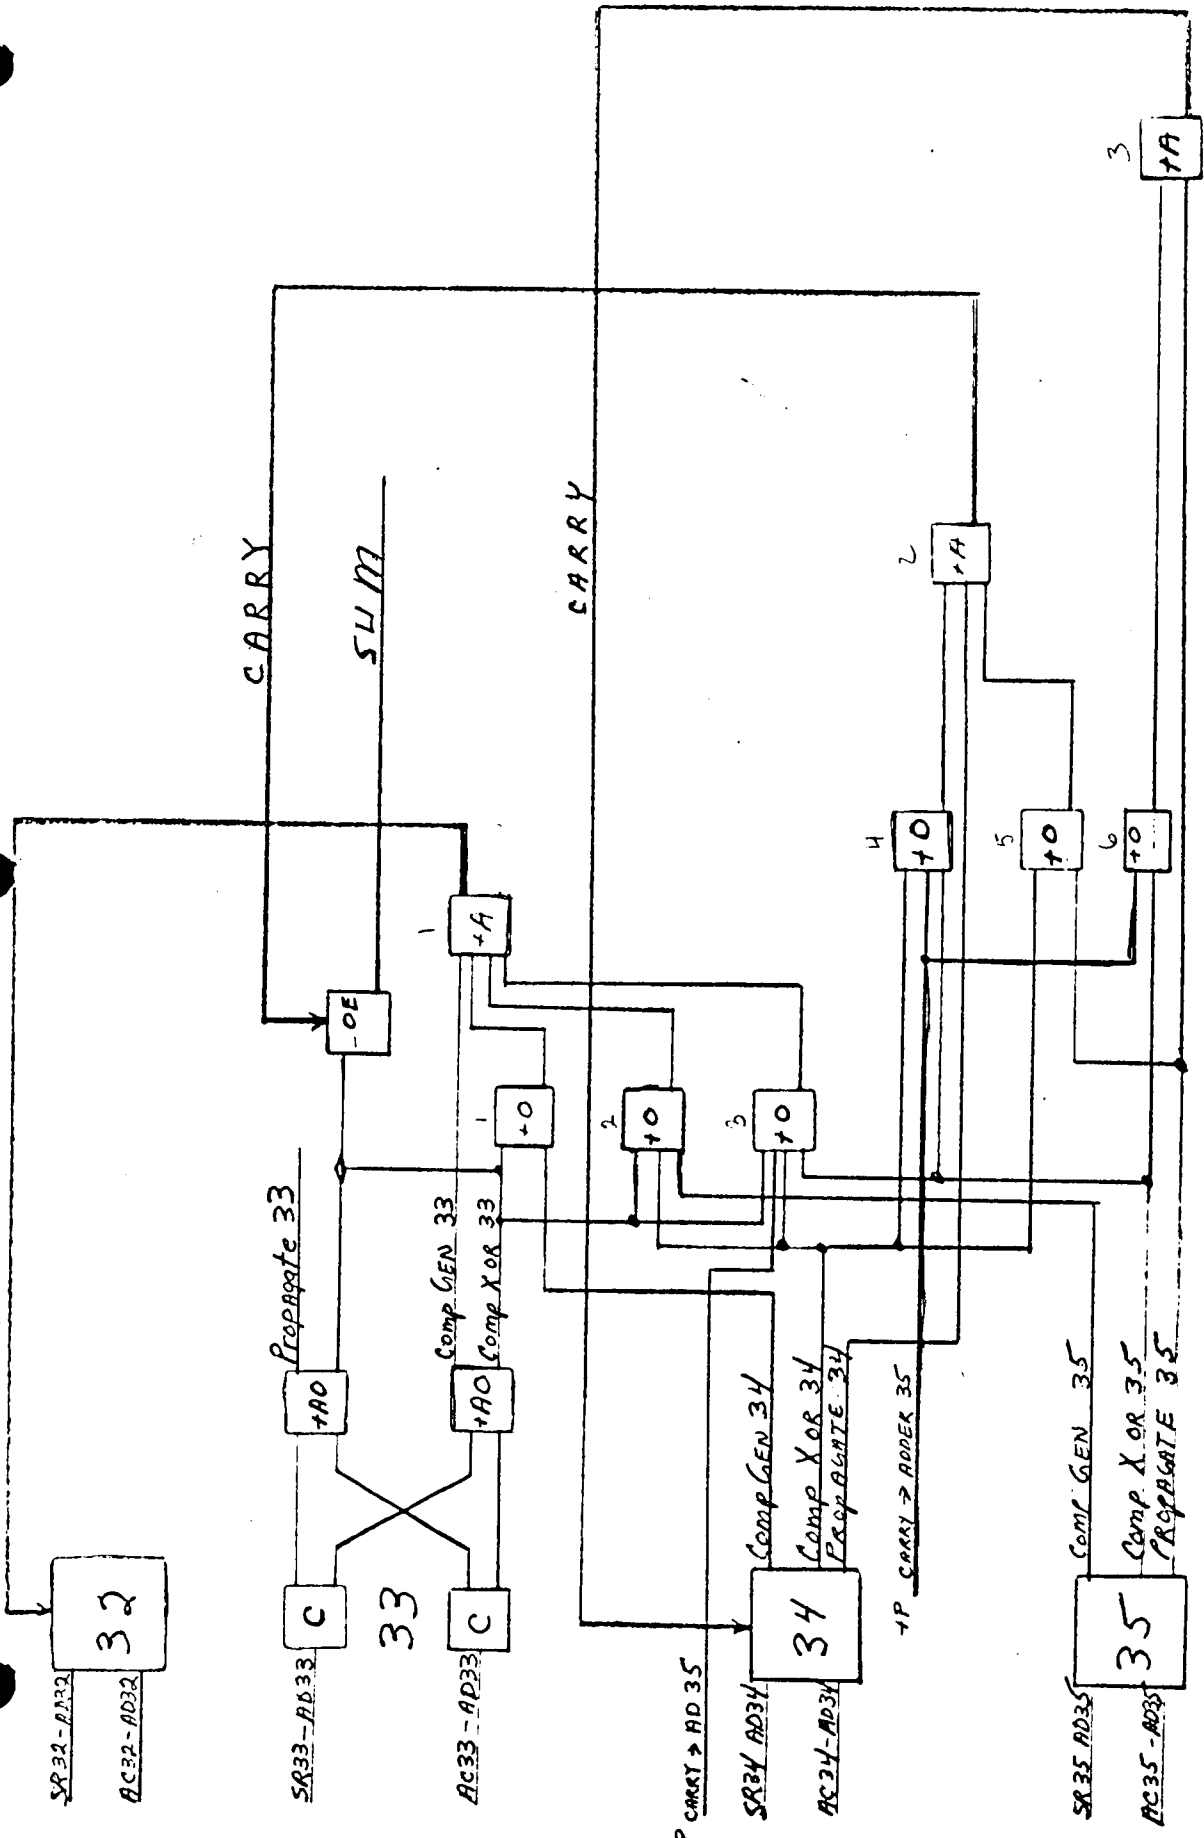 SR32-AD32
AC32-AD32
32
SR33-AD33
AC33-AD33
C
C
33
+AO
+AO
Propagate 33
Comp GEN 33
Comp XOR 33
-OE
CARRY
SUM
1
+A
1
+O
2
+O
3
+O
CARRY
CARRY > AD35
SR34 AD34
AC34-AD34
34
Comp GEN 34
Comp XOR 34
PROPAGATE 34
+P CARRY > ADDER 35
4
+O
5
+O
6
+O
2
+A
3
+A
SR35 AD35
AC35-AD35
35
COMP GEN 35
Comp XOR 35
PROPAGATE 35